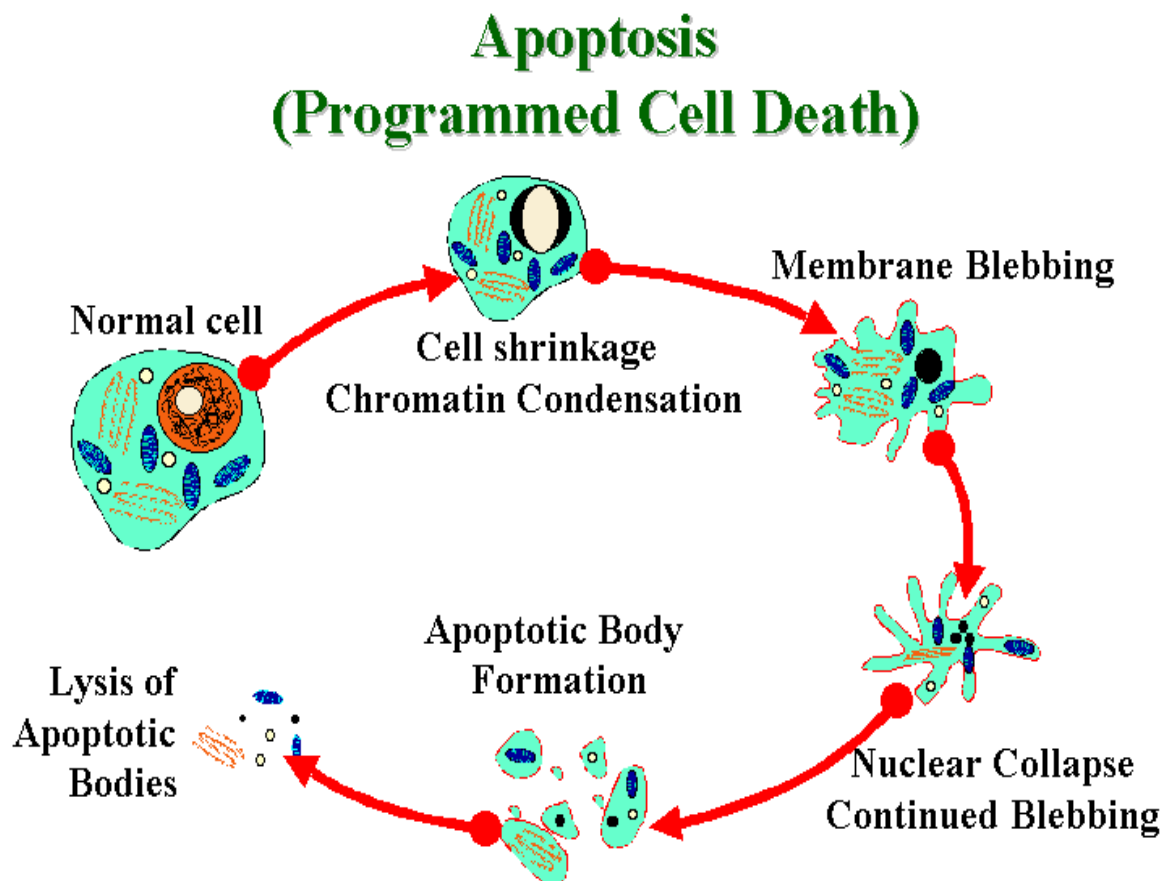 Apoptosis
(Programmed Cell Death)
Normal cell
Cell shrinkage
Chromatin Condensation
Membrane Blebbing
Nuclear Collapse
Continued Blebbing
Apoptotic Body
Formation
Lysis of
Apoptotic
Bodies